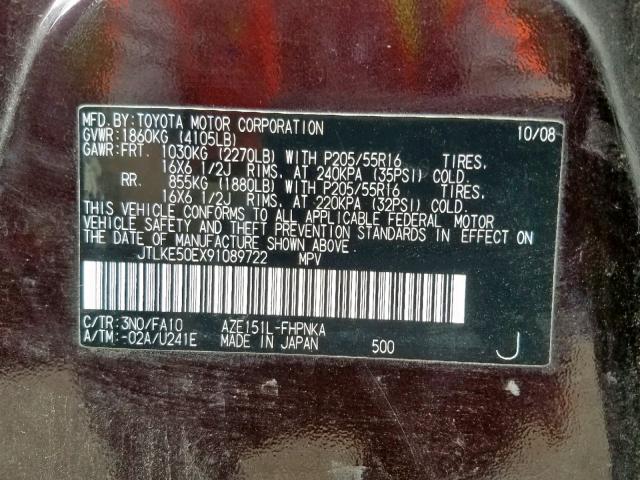 MFD.BY:TOYOTA MOTOR CORPORATION 10/08
GVWR:1860KG (4105LB)
GAWR:FRT. 1030KG (2270LB) WITH P205/55R16 TIRES,
16X6 1/2J RIMS, AT 240KPA (35PSI) COLD.
RR. 855KG (1880LB) WITH P205/55R16 TIRES,
16X6 1/2J RIMS, AT 220KPA (32PSI) COLD.
THIS VEHICLE CONFORMS TO ALL APPLICABLE FEDERAL MOTOR
VEHICLE SAFETY AND THEFT PREVENTION STANDARDS IN EFFECT ON
THE DATE OF MANUFACTURE SHOWN ABOVE.
JTLKE50EX91089722 MPV
C/TR:3N0/FA10 AZE151L-FHPNKA
A/TM:-02A/U241E MADE IN JAPAN 500 J